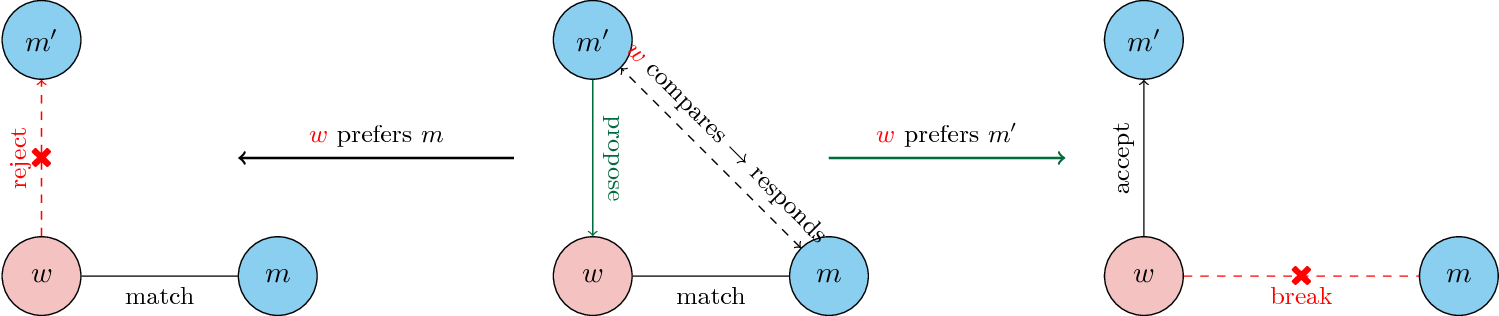 m′
reject
w
match
m
w prefers m
m′
w compares → responds
propose
w
match
m
w prefers m′
m′
accept
w
break
m